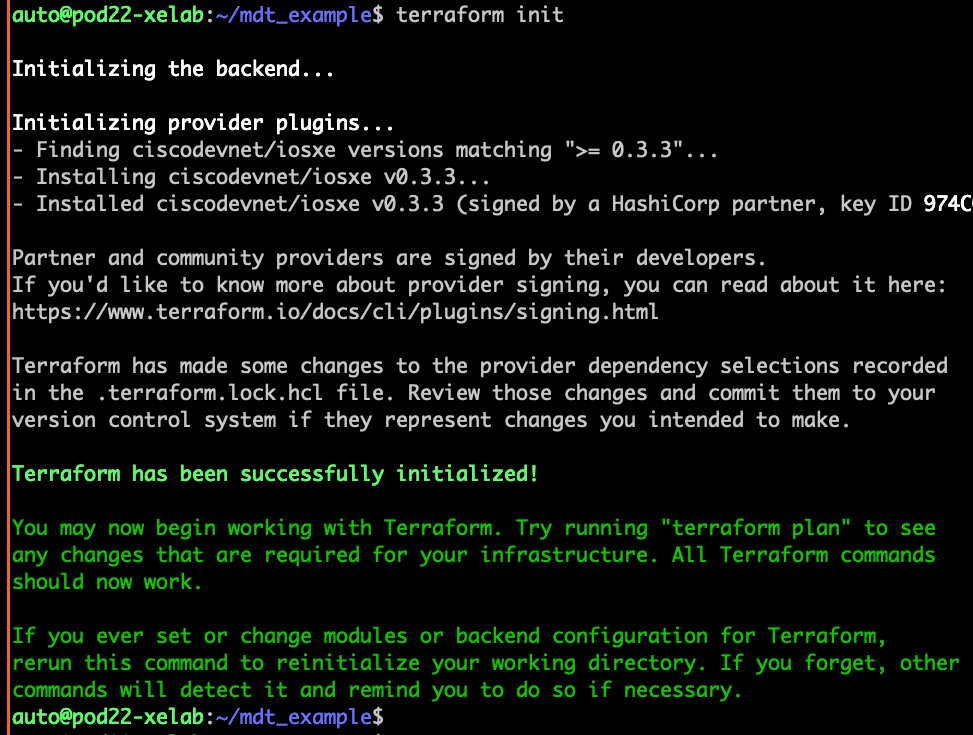 auto@pod22-xelab:~/mdt_example$ terraform init
Initializing the backend...
Initializing provider plugins...
- Finding ciscodevnet/iosxe versions matching ">= 0.3.3"...
- Installing ciscodevnet/iosxe v0.3.3...
- Installed ciscodevnet/iosxe v0.3.3 (signed by a HashiCorp partner, key ID 974C
Partner and community providers are signed by their developers.
If you'd like to know more about provider signing, you can read about it here:
https://www.terraform.io/docs/cli/plugins/signing.html
Terraform has made some changes to the provider dependency selections recorded
in the .terraform.lock.hcl file. Review those changes and commit them to your
version control system if they represent changes you intended to make.
Terraform has been successfully initialized!
You may now begin working with Terraform. Try running "terraform plan" to see
any changes that are required for your infrastructure. All Terraform commands
should now work.
If you ever set or change modules or backend configuration for Terraform,
rerun this command to reinitialize your working directory. If you forget, other
commands will detect it and remind you to do so if necessary.
auto@pod22-xelab:~/mdt_example$